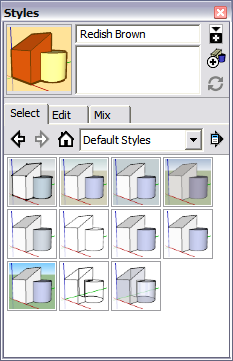 Styles
Redish Brown
Select Edit Mix
Default Styles